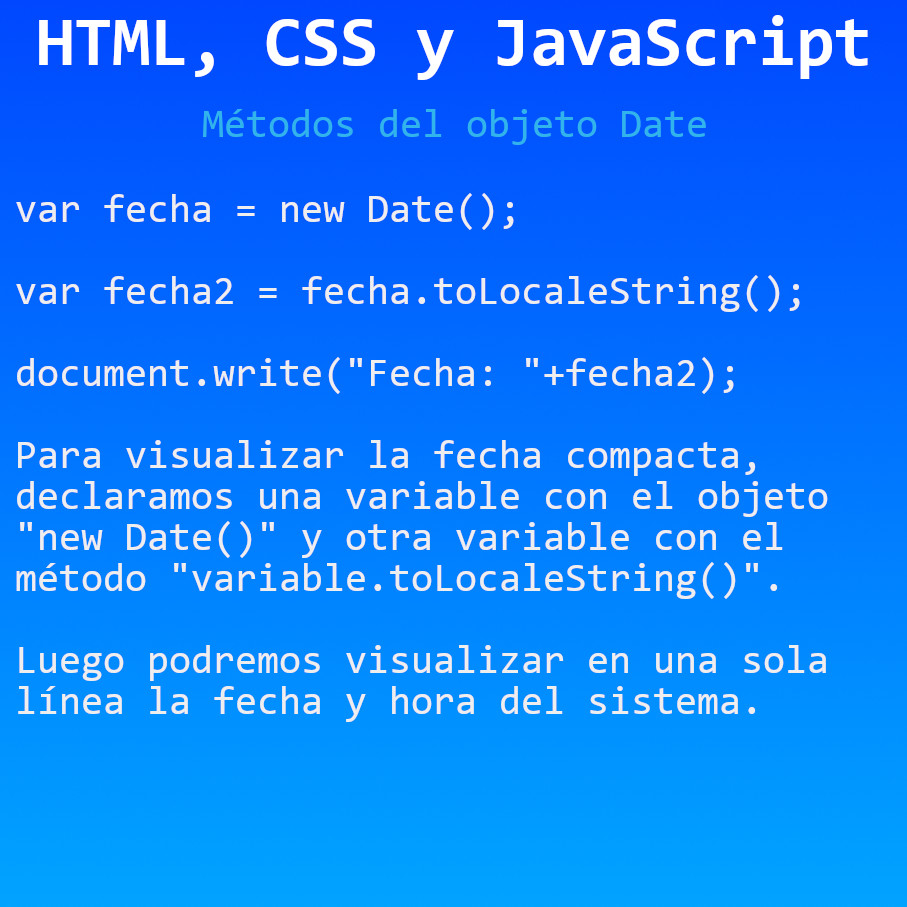 HTML, CSS y JavaScript
Métodos del objeto Date
var fecha = new Date();
var fecha2 = fecha.toLocaleString();
document.write("Fecha: "+fecha2);
Para visualizar la fecha compacta,
declaramos una variable con el objeto
"new Date()" y otra variable con el
método "variable.toLocaleString()".
Luego podremos visualizar en una sola
línea la fecha y hora del sistema.